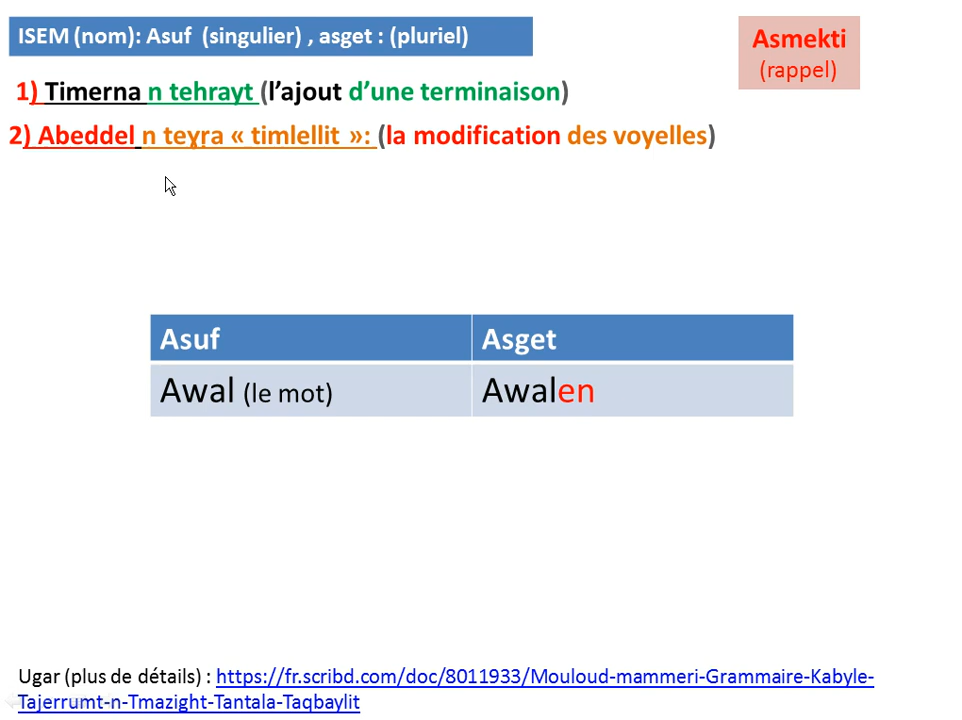 ISEM (nom): Asuf (singulier) , asget : (pluriel)
Asmekti
(rappel)
1) Timerna n tehrayt (l’ajout d’une terminaison)
2) Abeddel n teɣṛa « timlellit »: (la modification des voyelles)
Asuf Asget
Awal (le mot) Awalen
Ugar (plus de détails) : https://fr.scribd.com/doc/8011933/Mouloud-mammeri-Grammaire-Kabyle-
Tajerrumt-n-Tmazight-Tantala-Taqbaylit